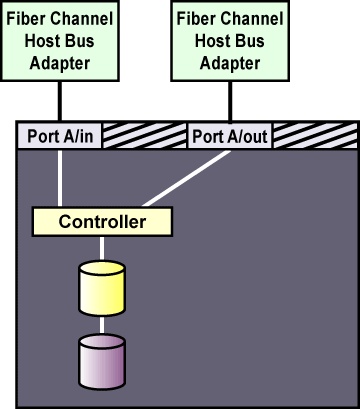 Fiber Channel
Host Bus
Adapter
Fiber Channel
Host Bus
Adapter
Port A/in
Port A/out
Controller